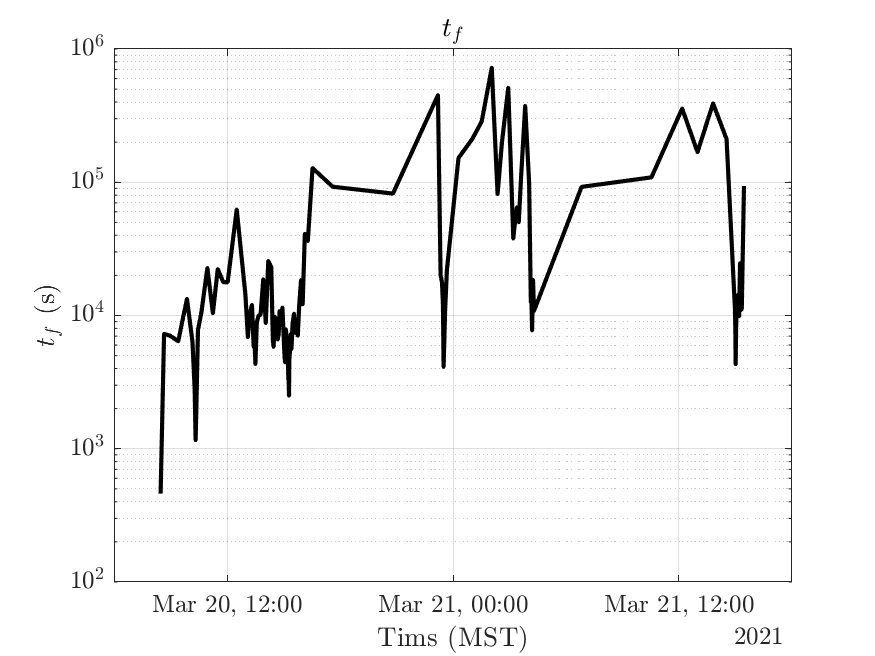 t_f
10^6
10^5
10^4
10^3
10^2
t_f (s)
Mar 20, 12:00 Mar 21, 00:00 Mar 21, 12:00
Tims (MST) 2021